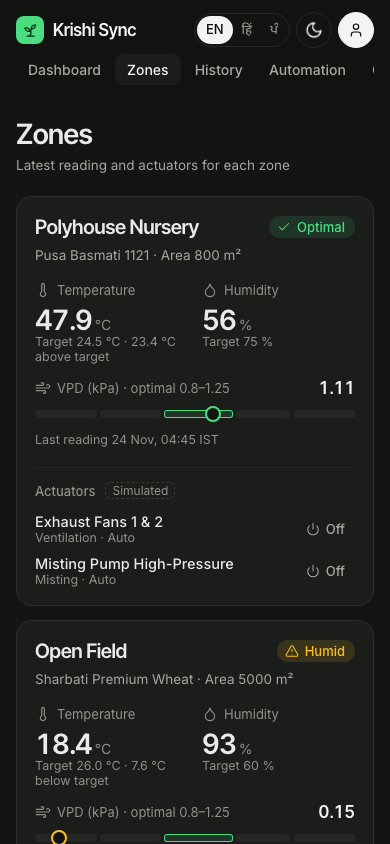 Krishi Sync
EN हिं ਪੰ
Dashboard Zones History Automation
Zones
Latest reading and actuators for each zone
Polyhouse Nursery
Optimal
Pusa Basmati 1121 · Area 800 m²
Temperature Humidity
47.9 °C 56 %
Target 24.5 °C · 23.4 °C above target
Target 75 %
VPD (kPa) · optimal 0.8–1.25 1.11
Last reading 24 Nov, 04:45 IST
Actuators Simulated
Exhaust Fans 1 & 2
Ventilation · Auto
Off
Misting Pump High-Pressure
Misting · Auto
Off
Open Field
Humid
Sharbati Premium Wheat · Area 5000 m²
Temperature Humidity
18.4 °C 93 %
Target 26.0 °C · 7.6 °C below target
Target 60 %
VPD (kPa) · optimal 0.8–1.25 0.15